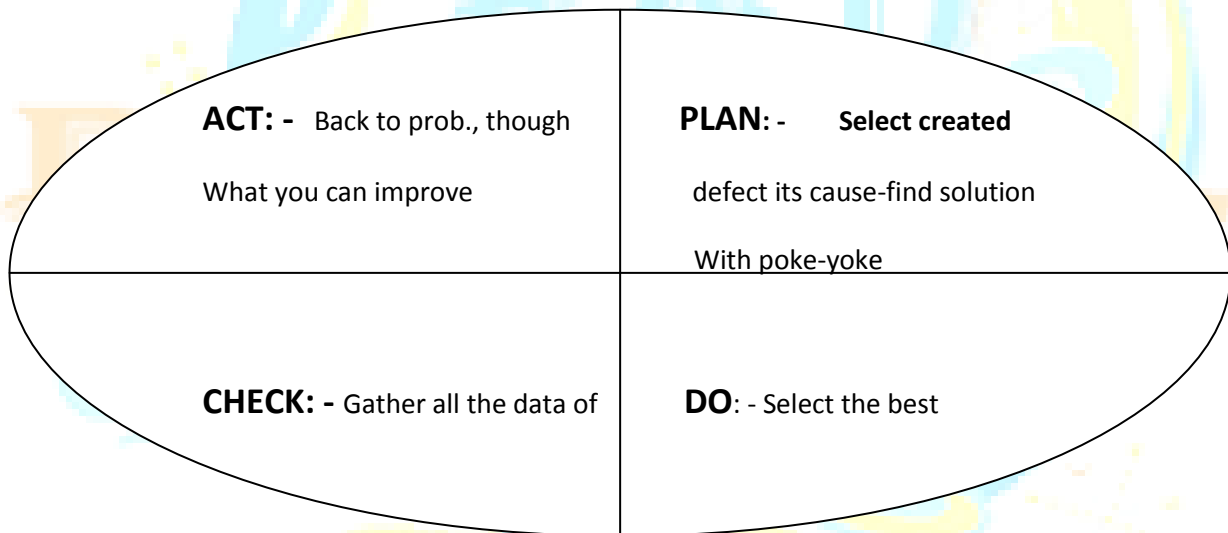 ACT: - Back to prob., though
What you can improve
PLAN: - Select created
defect its cause-find solution
With poke-yoke
CHECK: - Gather all the data of
DO: - Select the best